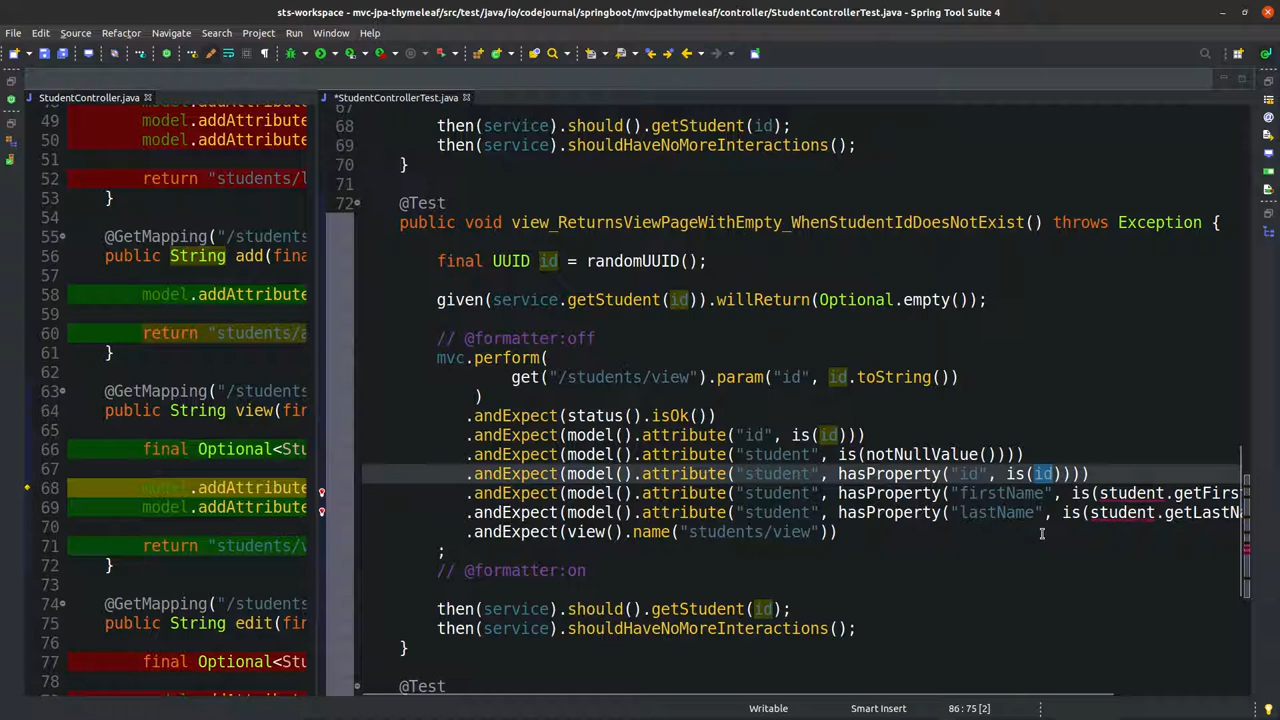 sts-workspace - mvc-jpa-thymeleaf/src/test/java/io/codejournal/springboot/mvcjpathymeleaf/controller/StudentControllerTest.java - Spring Tool Suite 4
File Edit Source Refactor Navigate Search Project Run Window Help
StudentController.java
*StudentControllerTest.java
49 model.addAttribute
50 model.addAttribute
51
52 return "students/l
53 }
54
55 @GetMapping("/students
56 public String add(fina
57
58 model.addAttribute
59
60 return "students/a
61 }
62
63 @GetMapping("/students
64 public String view(fin
65
66 final Optional<Stu
67
68 model.addAttribute
69 model.addAttribute
70
71 return "students/v
72 }
73
74 @GetMapping("/students
75 public String edit(fin
76
77 final Optional<Stu
78
67
68 then(service).should().getStudent(id);
69 then(service).shouldHaveNoMoreInteractions();
70 }
71
72 @Test
public void view_ReturnsViewPageWithEmpty_WhenStudentIdDoesNotExist() throws Exception {
final UUID id = randomUUID();
given(service.getStudent(id)).willReturn(Optional.empty());
// @formatter:off
mvc.perform(
get("/students/view").param("id", id.toString())
)
.andExpect(status().isOk())
.andExpect(model().attribute("id", is(id)))
.andExpect(model().attribute("student", is(notNullValue())))
.andExpect(model().attribute("student", hasProperty("id", is(id))))
.andExpect(model().attribute("student", hasProperty("firstName", is(student.getFirs
.andExpect(model().attribute("student", hasProperty("lastName", is(student.getLastN
.andExpect(view().name("students/view"))
;
// @formatter:on
then(service).should().getStudent(id);
then(service).shouldHaveNoMoreInteractions();
}
@Test
Writable Smart Insert 86 : 75 [2]